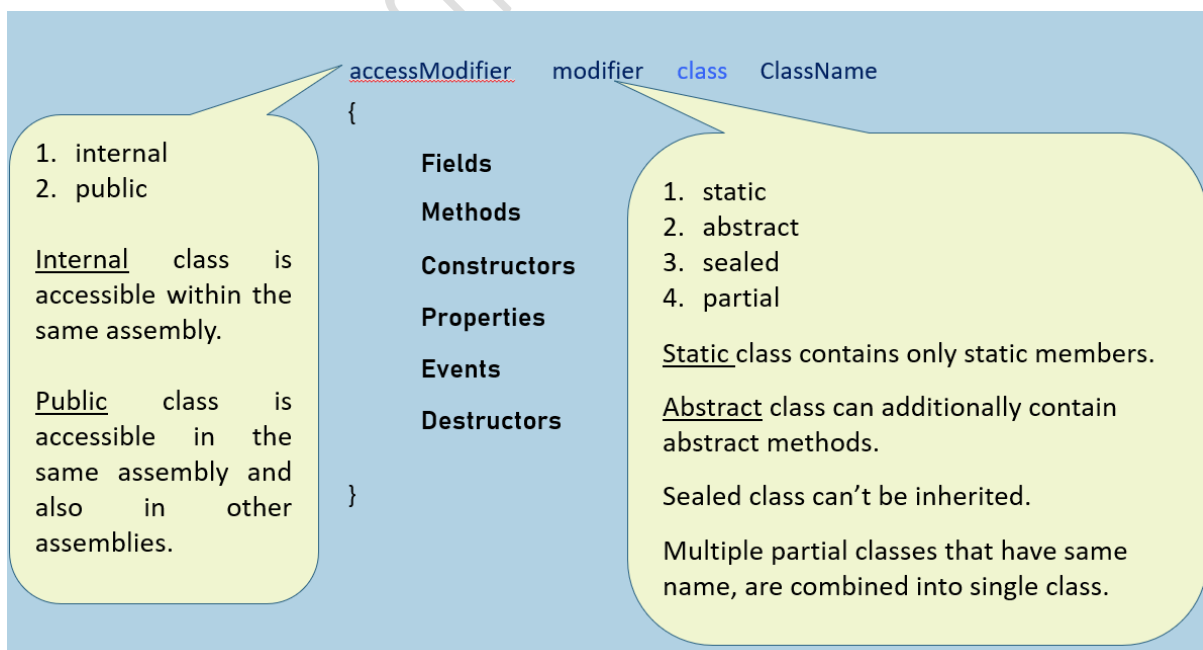 accessModifier modifier class ClassName
{
Fields
Methods
Constructors
Properties
Events
Destructors
}
1. internal
2. public
Internal class is
accessible within the
same assembly.
Public class is
accessible in the
same assembly and
also in other
assemblies.
1. static
2. abstract
3. sealed
4. partial
Static class contains only static members.
Abstract class can additionally contain
abstract methods.
Sealed class can’t be inherited.
Multiple partial classes that have same
name, are combined into single class.